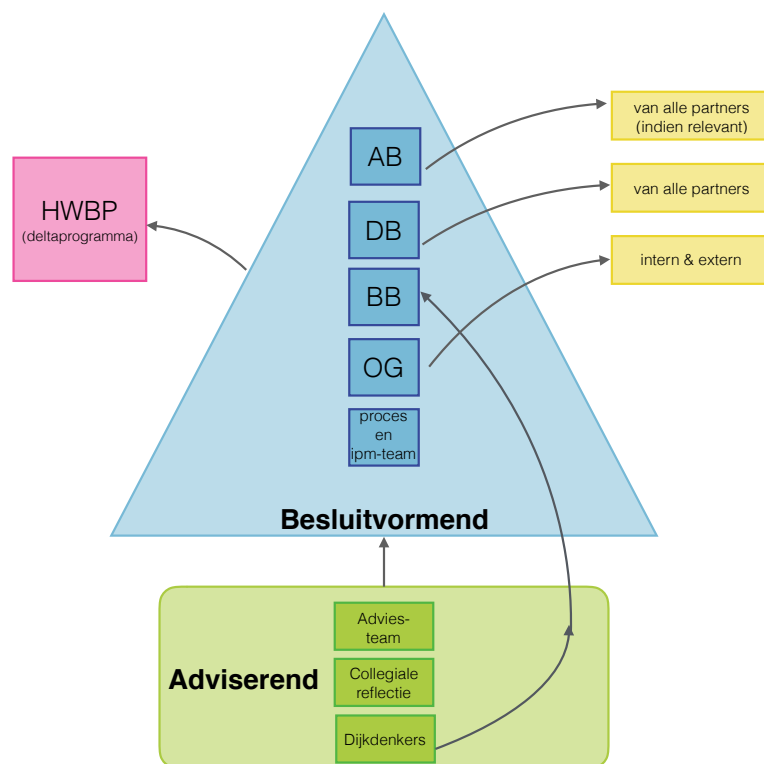 van alle partners
(indien relevant)
AB
HWBP
(deltaprogramma)
van alle partners
DB
intern & extern
BB
OG
proces
en
ipm-team
Besluitvormend
Advies-
team
Adviserend
Collegiale
reflectie
Dijkdenkers